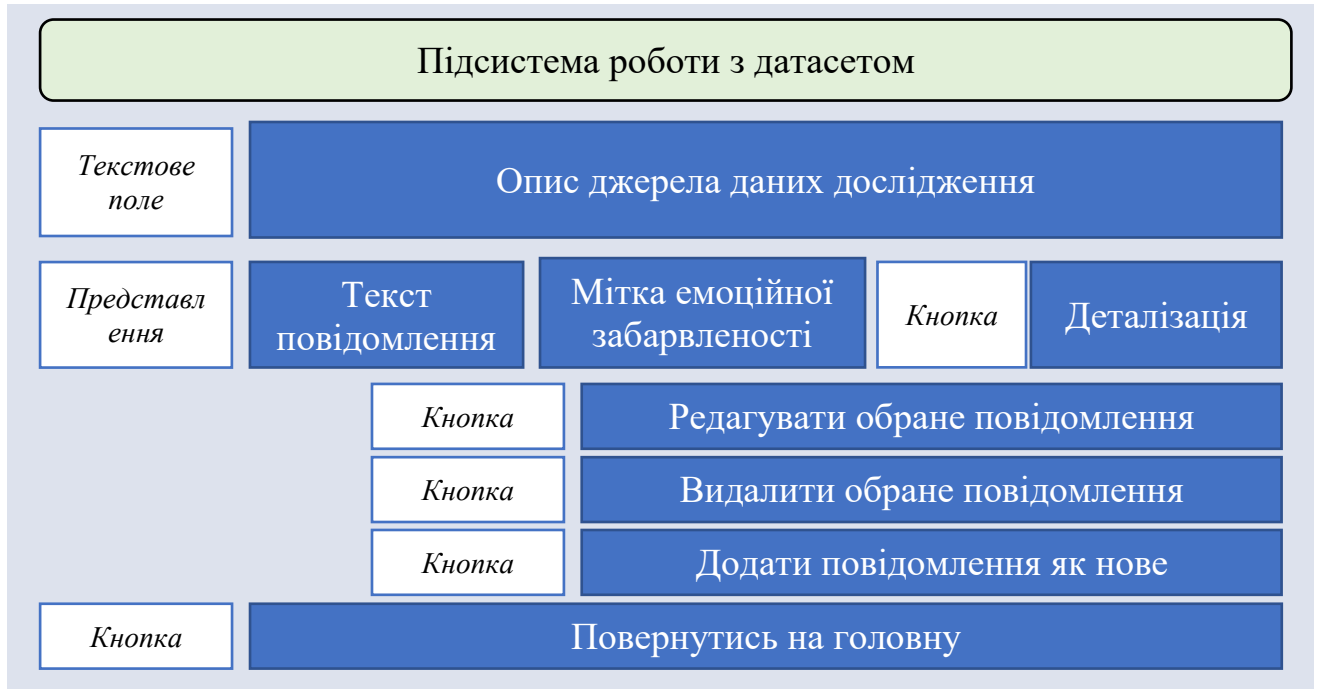 Підсистема роботи з датасетом
Текстове
поле
Опис джерела даних дослідження
Представл
ення
Текст
повідомлення
Мітка емоційної
забарвленості
Кнопка
Деталізація
Кнопка
Редагувати обране повідомлення
Кнопка
Видалити обране повідомлення
Кнопка
Додати повідомлення як нове
Кнопка
Повернутись на головну